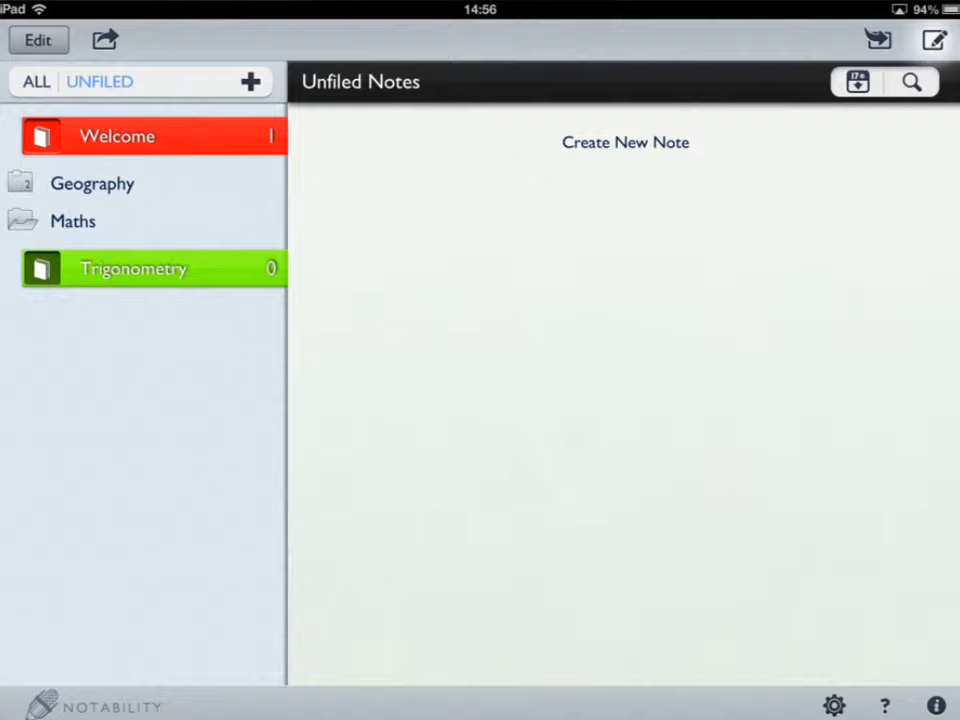 iPad 14:56 94%
Edit
ALL UNFILED +
Unfiled Notes
17
Welcome 1
Create New Note
2 Geography
Maths
Trigonometry 0
NOTABILITY ? i